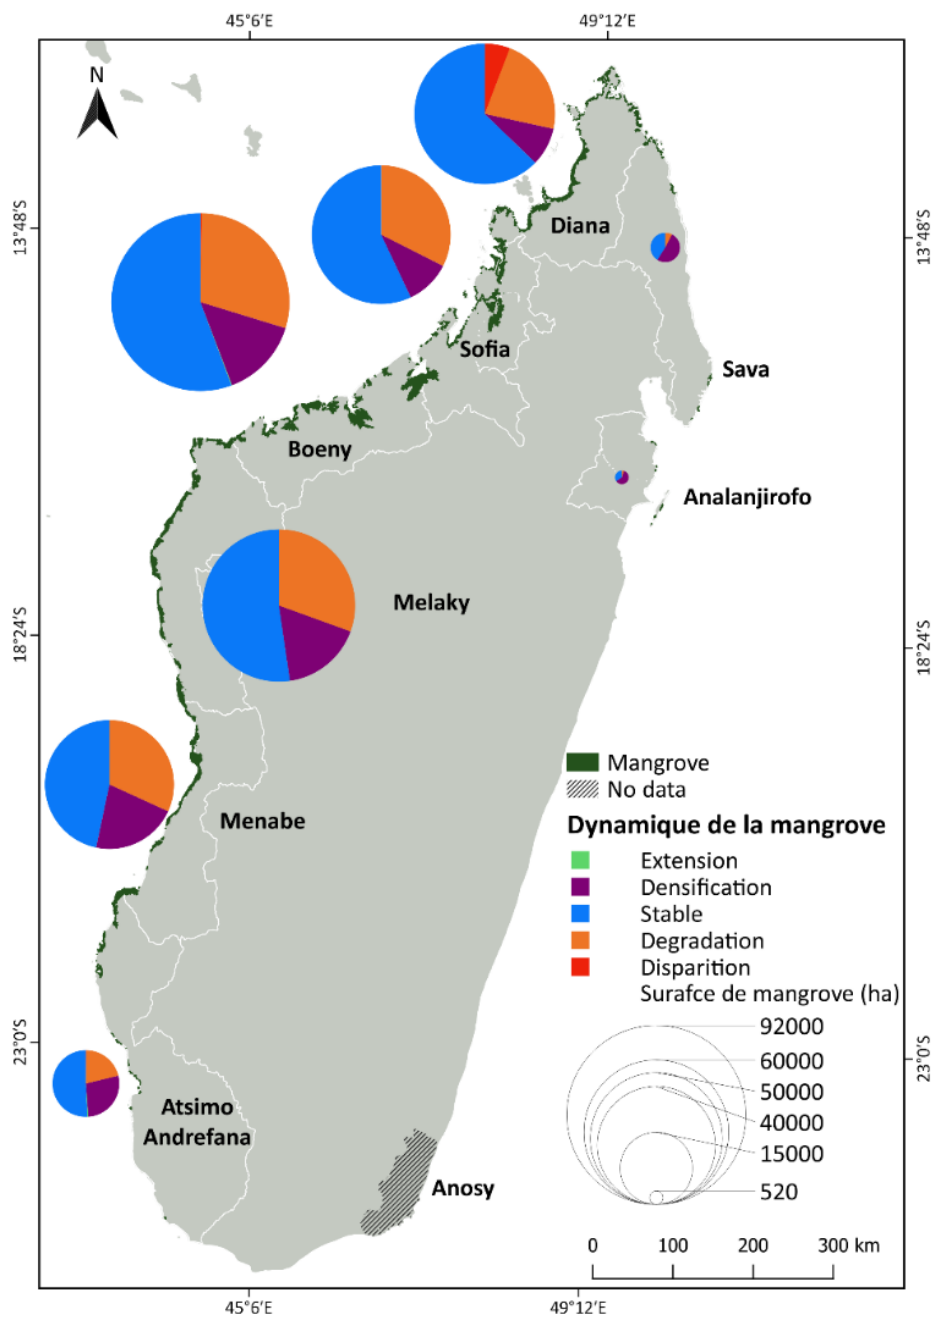 45°6'E
49°12'E
N
13°48'S
13°48'S
Diana
Sofia
Sava
Boeny
Analanjirofo
Melaky
18°24'S
18°24'S
Mangrove
No data
Menabe
Dynamique de la mangrove
Extension
Densification
Stable
Degradation
Disparition
Surafce de mangrove (ha)
92000
60000
50000
40000
15000
520
23°0'S
23°0'S
Atsimo
Andrefana
Anosy
0 100 200 300 km
45°6'E
49°12'E